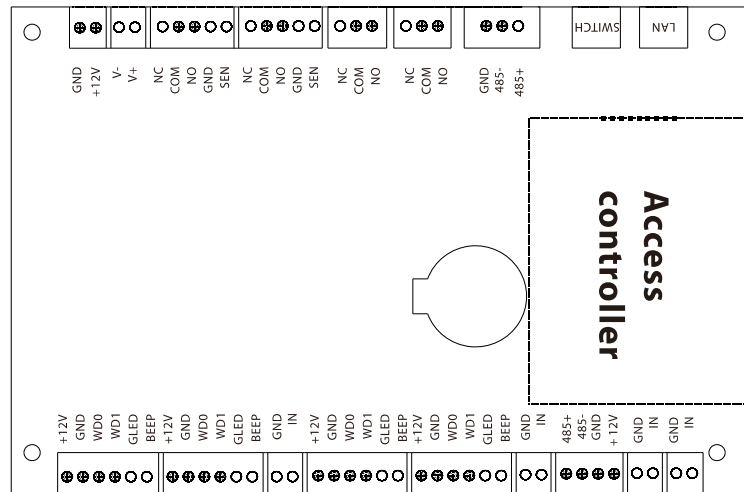 SWITCH
LAN
GND
+12V
V-
V+
NC
COM
NO
GND
SEN
NC
COM
NO
GND
SEN
NC
COM
NO
NC
COM
NO
GND
485-
485+
Access
controller
+12V
GND
WD0
WD1
GLED
BEEP
+12V
GND
WD0
WD1
GLED
BEEP
GND
IN
+12V
GND
WD0
WD1
GLED
BEEP
+12V
GND
WD0
WD1
GLED
BEEP
GND
IN
485+
485-
GND
+12V
GND
IN
GND
IN